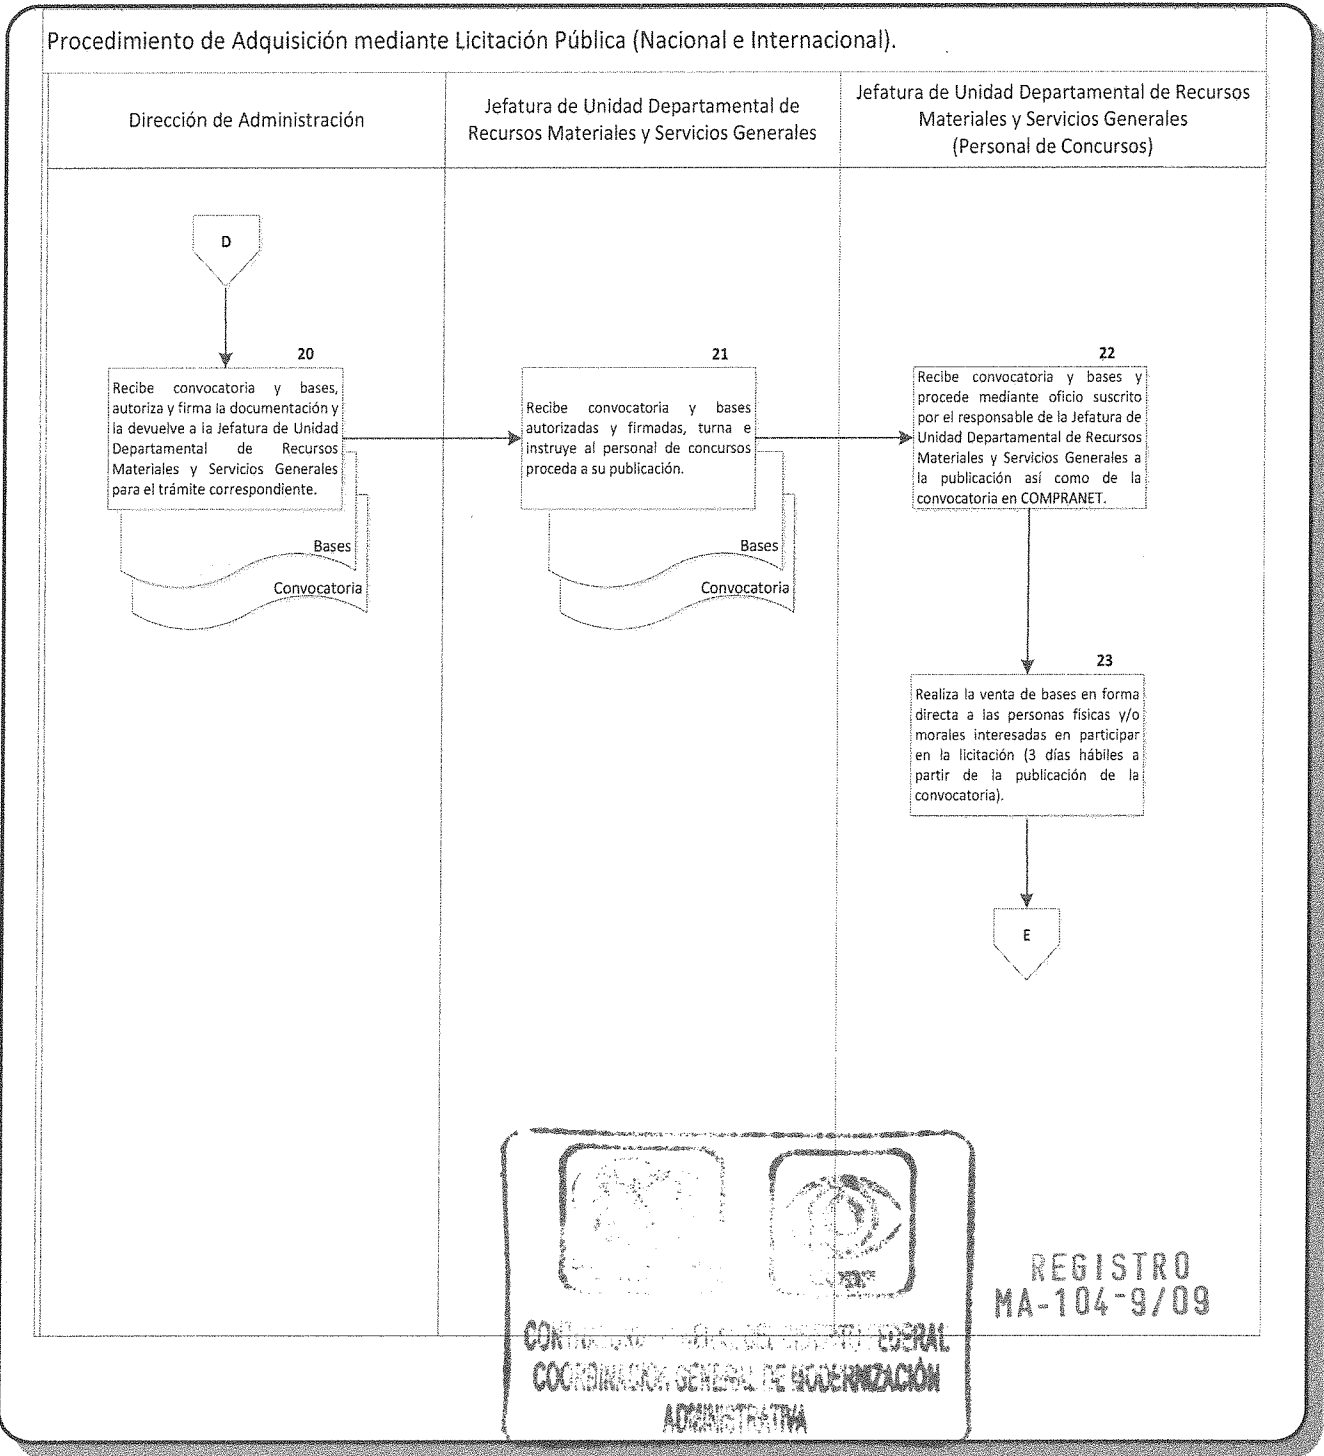 Procedimiento de Adquisición mediante Licitación Pública (Nacional e Internacional).
Dirección de Administración
Jefatura de Unidad Departamental de
Recursos Materiales y Servicios Generales
Jefatura de Unidad Departamental de Recursos
Materiales y Servicios Generales
(Personal de Concursos)
D
20
Recibe convocatoria y bases,
autoriza y firma la documentación y
la devuelve a la Jefatura de Unidad
Departamental de Recursos
Materiales y Servicios Generales
para el trámite correspondiente.
Bases
Convocatoria
21
Recibe convocatoria y bases
autorizadas y firmadas, turna e
instruye al personal de concursos
proceda a su publicación.
Bases
Convocatoria
22
Recibe convocatoria y bases y
procede mediante oficio suscrito
por el responsable de la Jefatura de
Unidad Departamental de Recursos
Materiales y Servicios Generales a
la publicación así como de la
convocatoria en COMPRANET.
23
Realiza la venta de bases en forma
directa a las personas físicas y/o
morales interesadas en participar
en la licitación (3 días hábiles a
partir de la publicación de la
convocatoria).
E
REGISTRO
MA-104-9/09
DEL FEDERAL
COORDINACIÓN GENERAL DE MODERNIZACIÓN
ADMINISTRATIVA